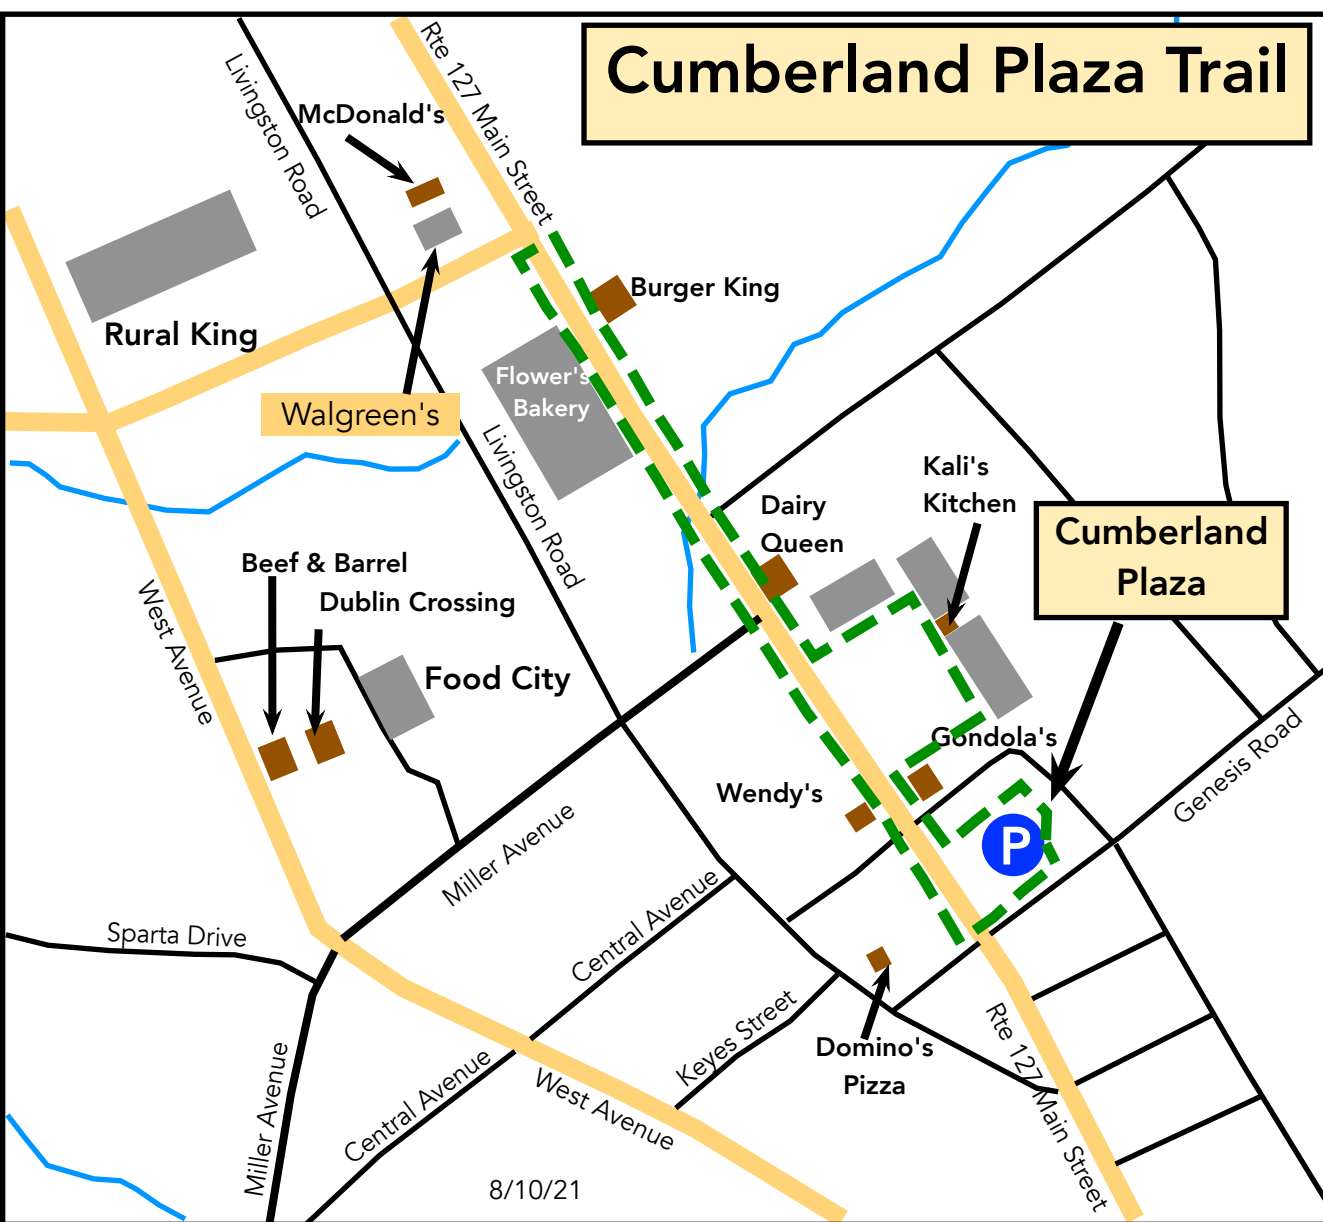 Cumberland Plaza Trail
Rte 127 Main Street
Livingston Road
McDonald's
Burger King
Rural King
Flower's
Bakery
Walgreen's
Livingston Road
Kali's
Kitchen
Dairy
Queen
Cumberland
Plaza
Beef & Barrel
Dublin Crossing
West Avenue
Food City
Gondola's
Wendy's
Genesis Road
P
Miller Avenue
Central Avenue
Sparta Drive
Keyes Street
Domino's
Pizza
Rte 127 Main Street
Miller Avenue
Central Avenue
West Avenue
8/10/21